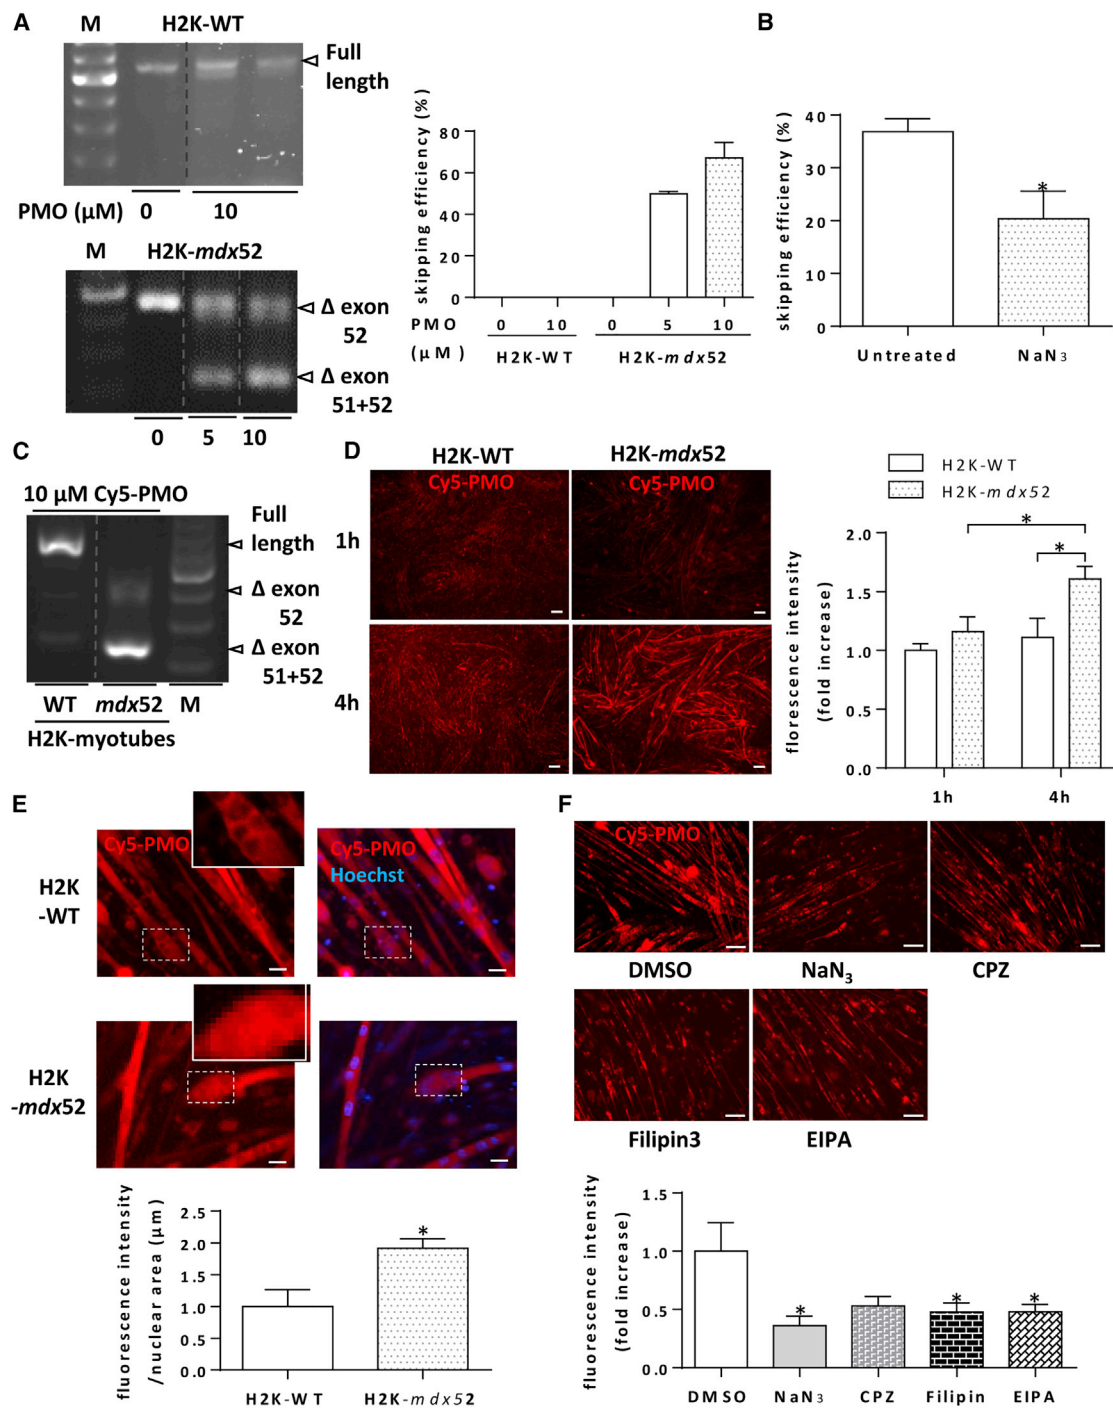 A
M H2K-WT
Full
length
PMO (μM) 0 10
M H2K-mdx52
Δ exon
52
Δ exon
51+52
0 5 10
skipping efficiency (%)
80
60
40
20
0
PMO 0 10 0 5 10
(μM) H2K-WT H2K-mdx52
B
skipping efficiency (%)
40
30
20
10
0
*
Untreated NaN3
C
10 μM Cy5-PMO
Full
length
Δ exon
52
Δ exon
51+52
WT mdx52 M
H2K-myotubes
D
H2K-WT H2K-mdx52
Cy5-PMO Cy5-PMO
1h
4h
H2K-WT
H2K-mdx52
florescence intensity
(fold increase)
2.0
1.5
1.0
0.5
0.0
*
*
1h 4h
E
Cy5-PMO Cy5-PMO
Hoechst
H2K
-WT
H2K
-mdx52
fluorescence intensity
/nuclear area (μm)
2.5
2.0
1.5
1.0
0.5
0.0
*
H2K-WT H2K-mdx52
F
Cy5-PMO
DMSO NaN3 CPZ
Filipin3 EIPA
fluorescence intensity
(fold increase)
1.5
1.0
0.5
0.0
* * *
DMSO NaN3 CPZ Filipin EIPA